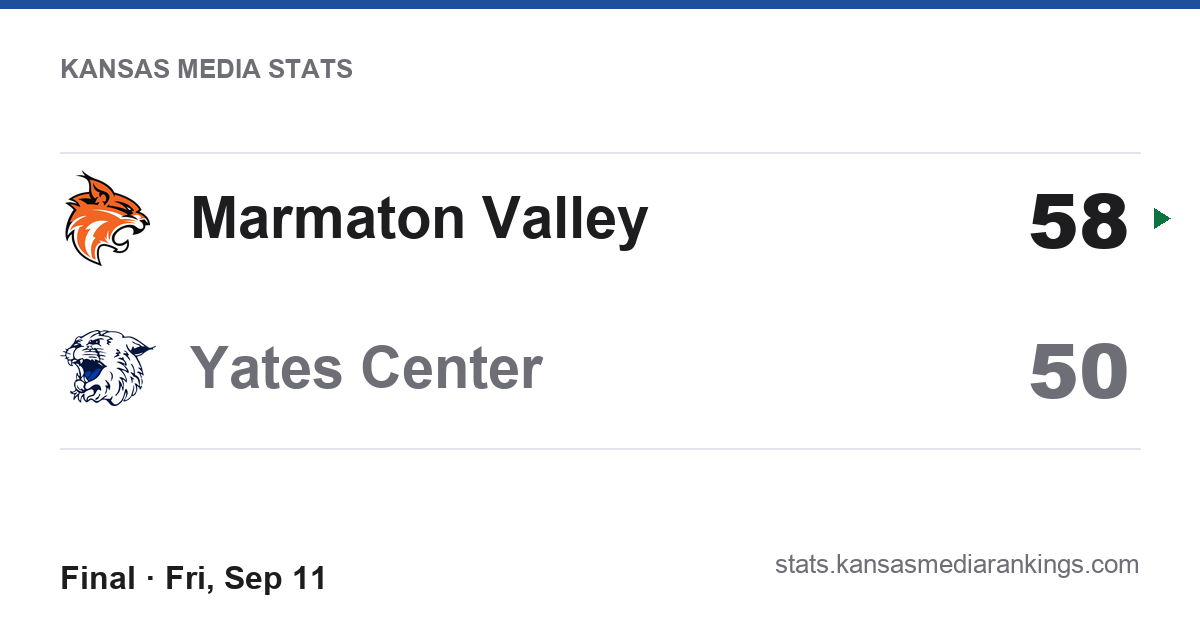 KANSAS MEDIA STATS
Marmaton Valley 58
Yates Center 50
Final · Fri, Sep 11
stats.kansasmediarankings.com